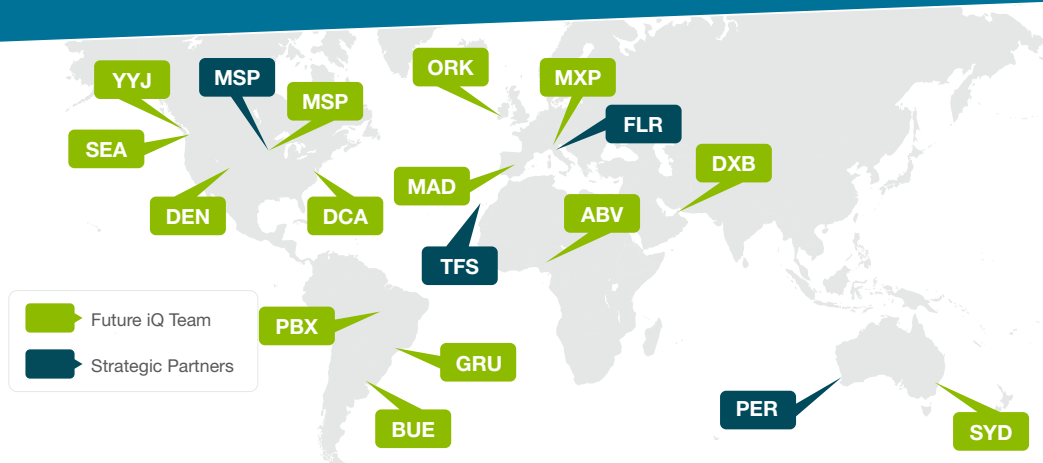 YYJ
MSP
MSP
SEA
DEN
DCA
ORK
MXP
FLR
MAD
DXB
ABV
TFS
Future iQ Team
Strategic Partners
PBX
GRU
BUE
PER
SYD